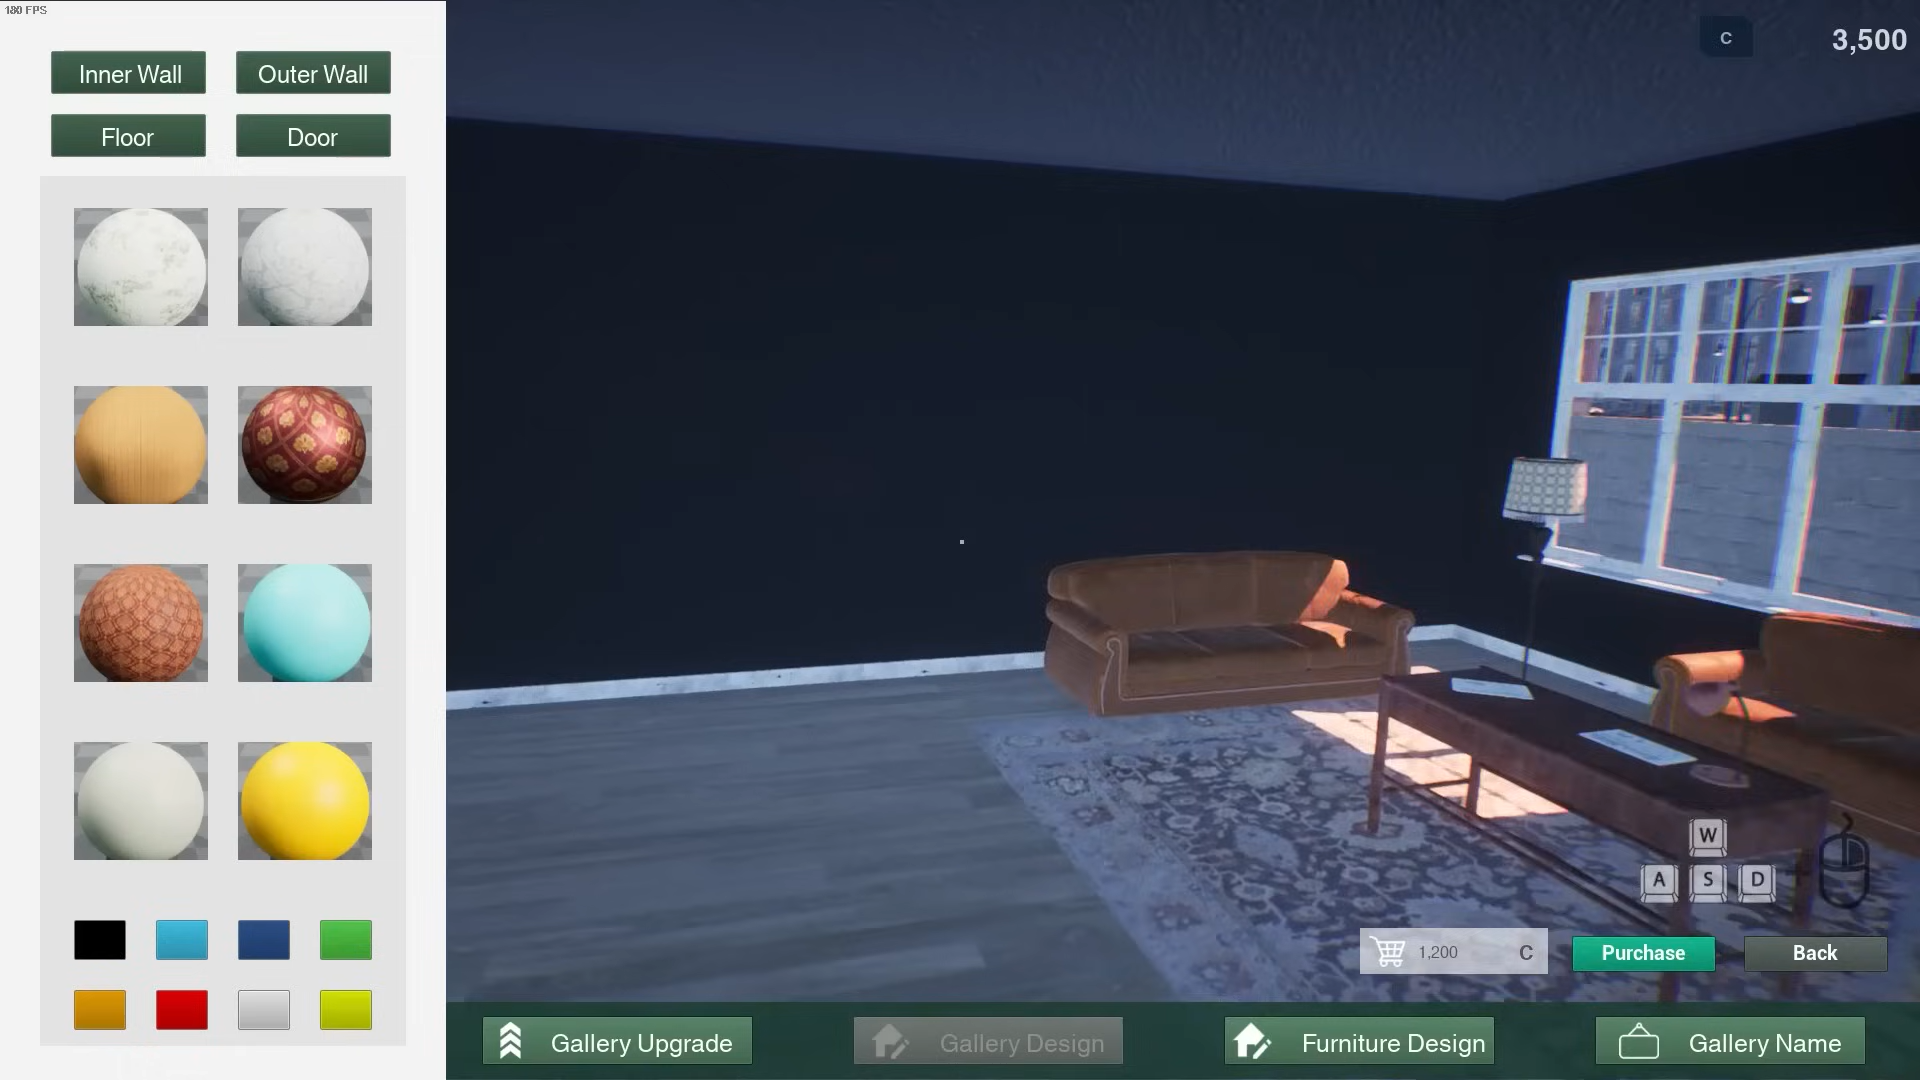 180 FPS
C 3,500
Inner Wall Outer Wall
Floor Door
W
A S D
1,200 C Purchase Back
Gallery Upgrade Gallery Design Furniture Design Gallery Name